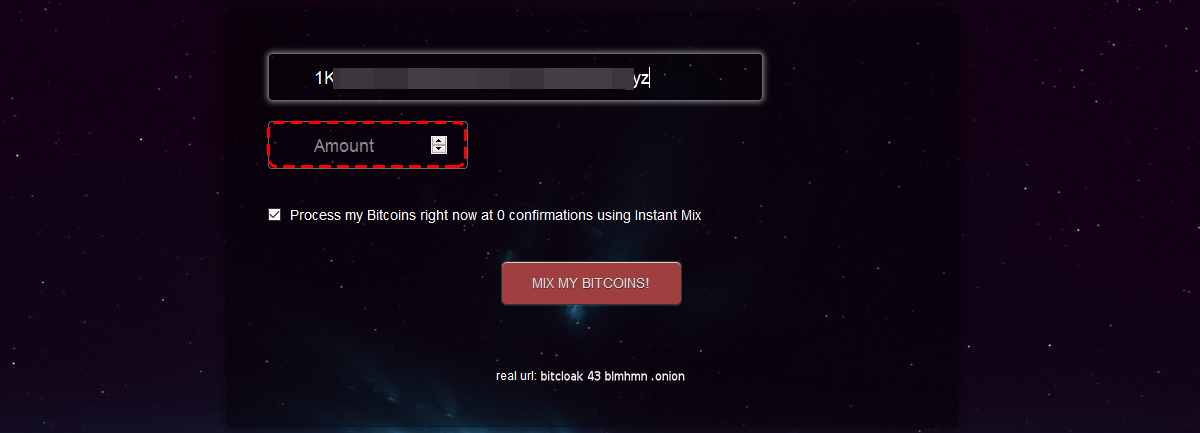 1K yz
Amount
Process my Bitcoins right now at 0 confirmations using Instant Mix
MIX MY BITCOINS!
real url: bitcloak 43 blmhmn .onion